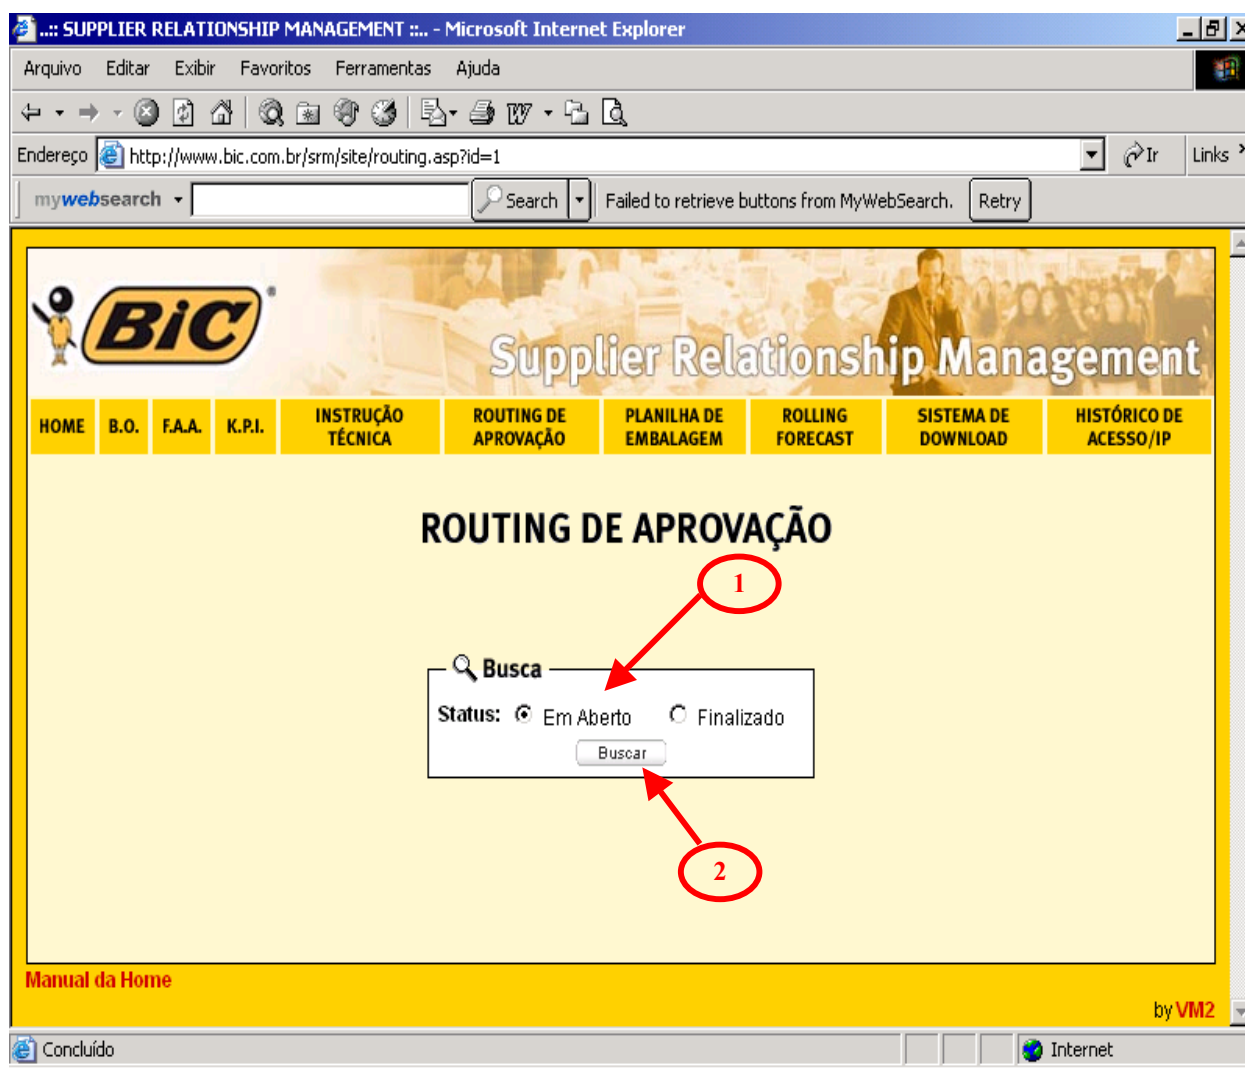 ..:: SUPPLIER RELATIONSHIP MANAGEMENT ::.. - Microsoft Internet Explorer
Arquivo Editar Exibir Favoritos Ferramentas Ajuda
Endereço http://www.bic.com.br/srm/site/routing.asp?id=1 Ir Links
mywebsearch Search Failed to retrieve buttons from MyWebSearch. Retry
BiC®
Supplier Relationship Management
HOME B.O. F.A.A. K.P.I. INSTRUÇÃO TÉCNICA ROUTING DE APROVAÇÃO PLANILHA DE EMBALAGEM ROLLING FORECAST SISTEMA DE DOWNLOAD HISTÓRICO DE ACESSO/IP
ROUTING DE APROVAÇÃO
1
Busca
Status: Em Aberto Finalizado
Buscar
2
Manual da Home
by VM2
Concluído Internet